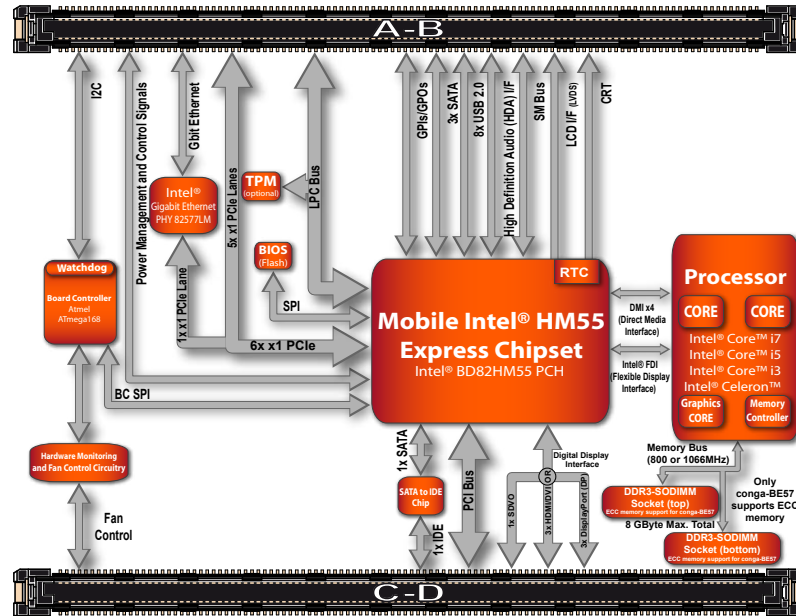 A-B
I2C
Power Management and Control Signals
Gbit Ethernet
5x x1 PCIe Lanes
LPC Bus
GPIs/GPOs
3x SATA
8x USB 2.0
High Definition Audio (HDA) I/F
SM Bus
LCD I/F (LVDS)
CRT
Intel®
Gigabit Ethernet
PHY 82577LM
TPM
(optional)
BIOS
(Flash)
SPI
1x x1 PCIe Lane
6x x1 PCIe
Watchdog
Board Controller
Atmel
ATmega168
BC SPI
RTC
Mobile Intel® HM55
Express Chipset
Intel® BD82HM55 PCH
DMI x4
(Direct Media
Interface)
Intel® FDI
(Flexible Display
Interface)
Processor
CORE
CORE
Intel® Core™ i7
Intel® Core™ i5
Intel® Core™ i3
Intel® Celeron™
Graphics
CORE
Memory
Controller
Memory Bus
(800 or 1066MHz)
Only
conga-BE57
supports ECC
memory
DDR3-SODIMM
Socket (top)
ECC memory support for conga-BE57
8 GByte Max. Total
DDR3-SODIMM
Socket (bottom)
ECC memory support for conga-BE57
Hardware Monitoring
and Fan Control Circuitry
Fan
Control
1x SATA
SATA to IDE
Chip
1x IDE
PCI Bus
Digital Display
Interface
OR
1x SDVO
3x HDMI/DVI
3x DisplayPort (DP)
C-D